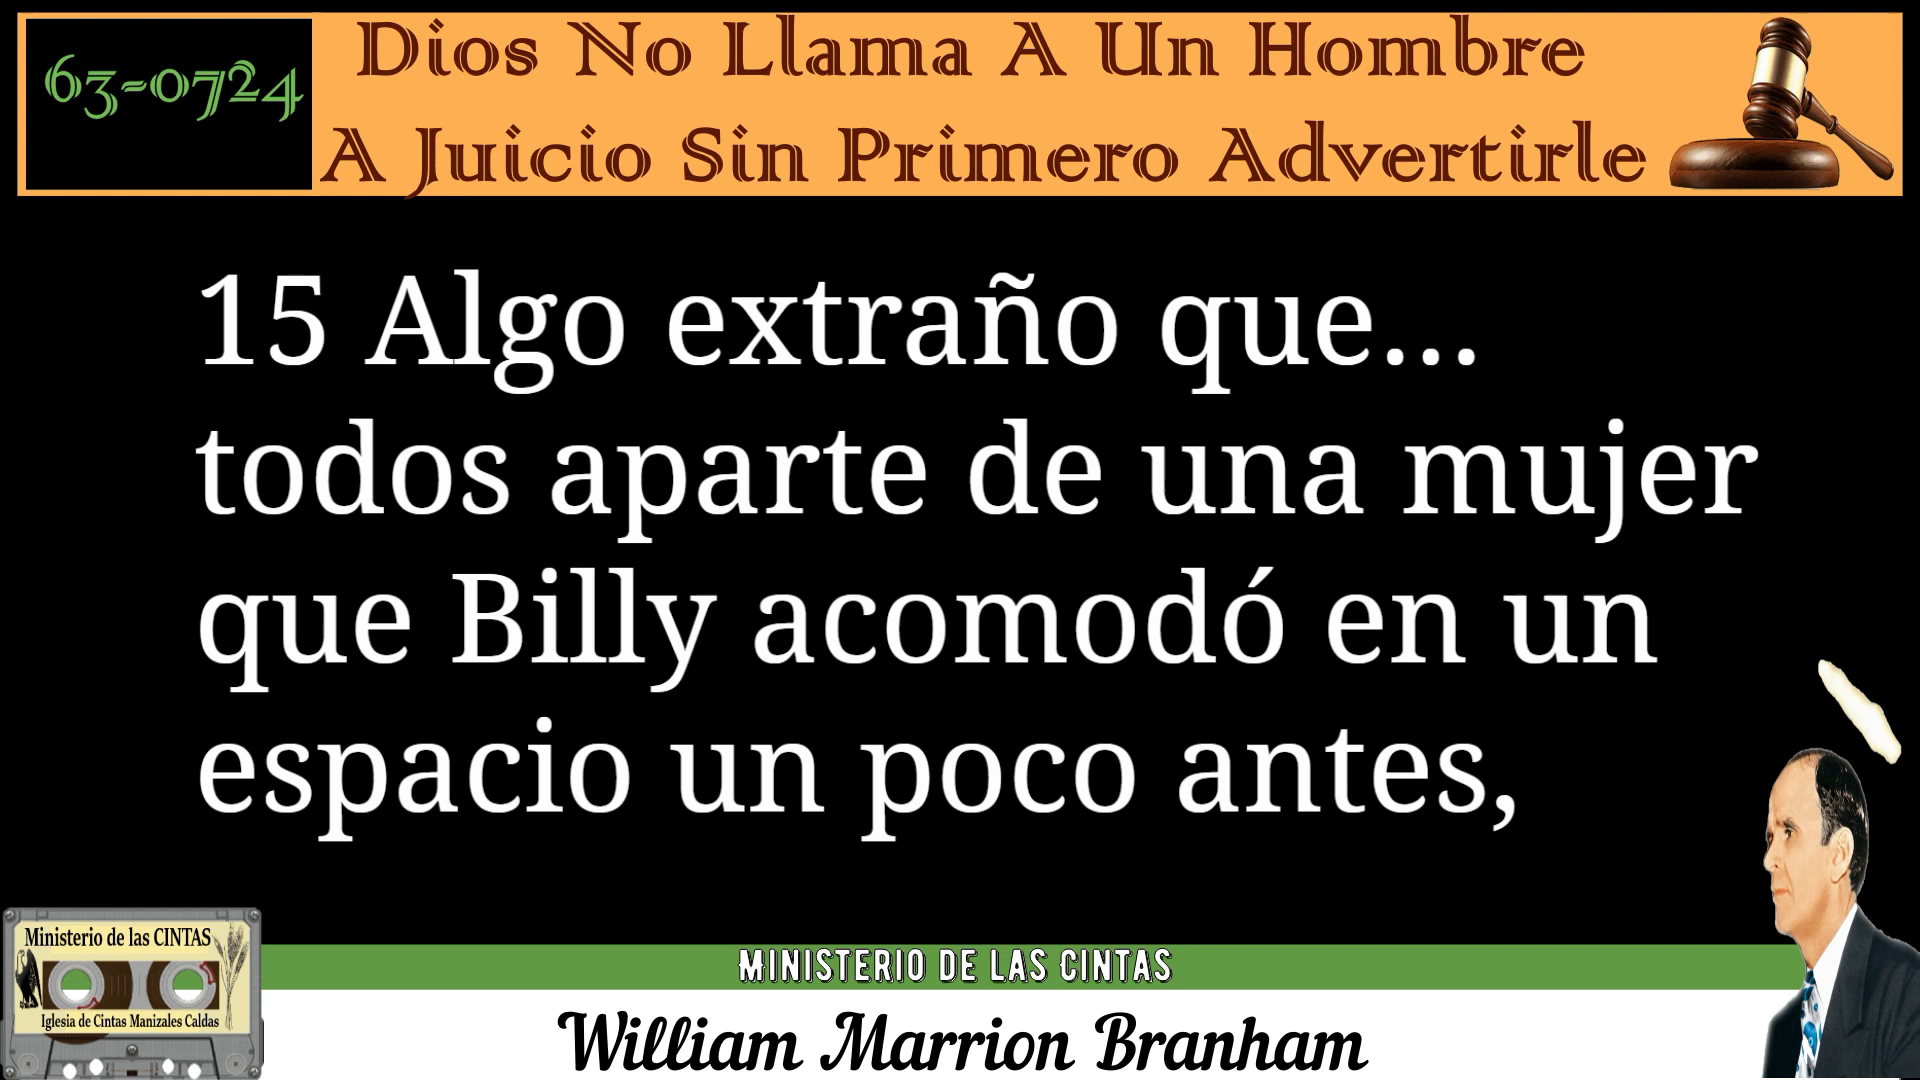 63-0724
Dios No Llama A Un Hombre
A Juicio Sin Primero Advertirle
15 Algo extraño que...
todos aparte de una mujer
que Billy acomodó en un
espacio un poco antes,
Ministerio de las CINTAS
Iglesia de Cintas Manizales Caldas
MINISTERIO DE LAS CINTAS
William Marrion Branham